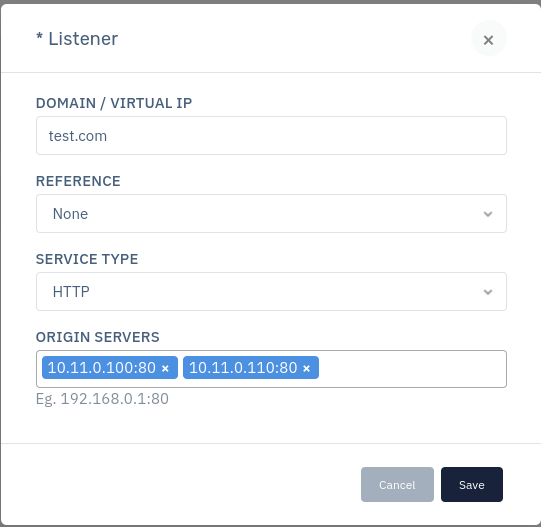 * Listener
×
DOMAIN / VIRTUAL IP
test.com
REFERENCE
None
SERVICE TYPE
HTTP
ORIGIN SERVERS
10.11.0.100:80 × 10.11.0.110:80 ×
Eg. 192.168.0.1:80
Cancel Save